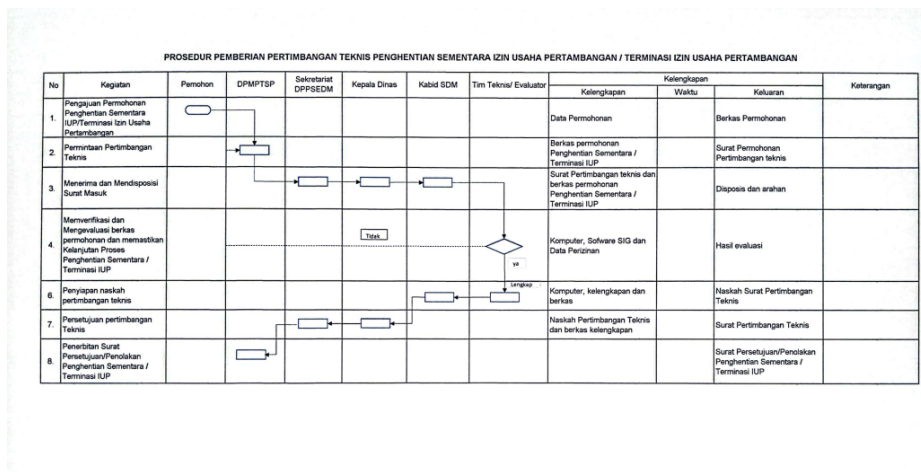 PROSEDUR PEMBERIAN PERTIMBANGAN TEKNIS PENGHENTIAN SEMENTARA IZIN USAHA PERTAMBANGAN / TERMINASI IZIN USAHA PERTAMBANGAN
No
Kegiatan
Pemohon
DPMPTSP
Sekretariat
DPPSEDM
Kepala Dinas
Kabid SDM
Tim Teknis/ Evaluator
Kelengkapan
Kelengkapan
Waktu
Keluaran
Keterangan
1.
Pengajuan Permohonan
Penghentian Sementara
IUP/Terminasi Izin Usaha
Pertambangan
Data Permohonan
Berkas Permohonan
2.
Permintaan Pertimbangan
Teknis
Berkas permohonan
Penghentian Sementara /
Terminasi IUP
Surat Permohonan
Pertimbangan teknis
3.
Menerima dan Mendisposisi
Surat Masuk
Surat Pertimbangan teknis dan
berkas permohonan
Penghentian Sementara /
Terminasi IUP
Disposis dan arahan
4.
Memverifikasi dan
Mengevaluasi berkas
permohonan dan memastikan
Kelanjutan Proses
Penghentian Sementara /
Terminasi IUP
Tidak
ya
Komputer, Sofware SIG dan
Data Perizinan
Hasil evaluasi
6.
Penyiapan naskah
pertimbangan teknis
Lengkap
Komputer, kelengkapan dan
berkas
Naskah Surat Pertimbangan
Teknis
7.
Persetujuan pertimbangan
Teknis
Naskah Pertimbangan Teknis
dan berkas kelengkapan
Surat Pertimbangan Teknis
8.
Penerbitan Surat
Persetujuan/Penolakan
Penghentian Sementara /
Terminasi IUP
Surat Persetujuan/Penolakan
Penghentian Sementara /
Terminasi IUP